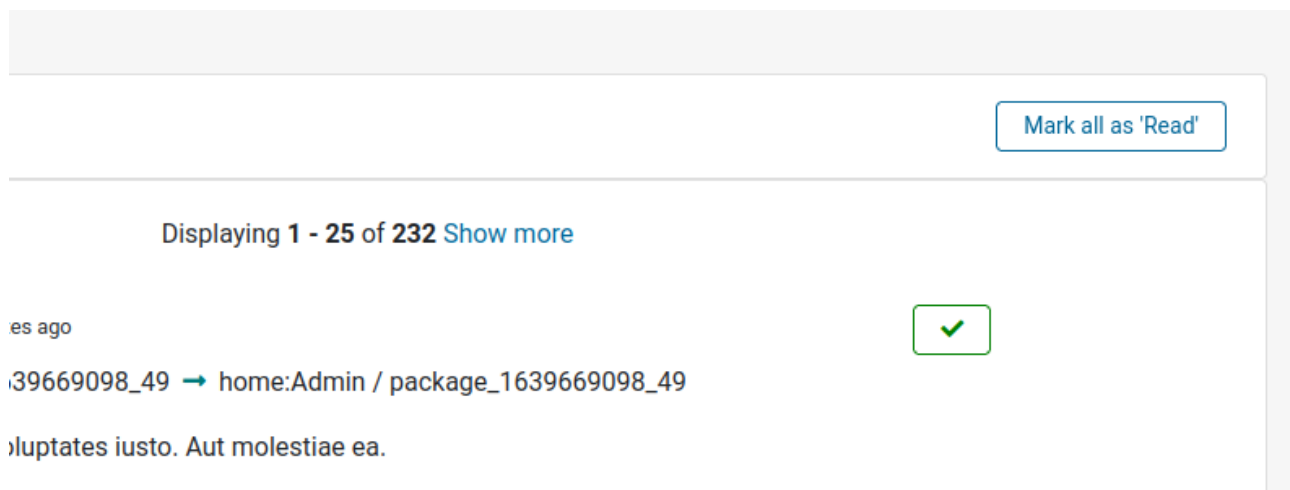 Mark all as 'Read'
Displaying 1 - 25 of 232 Show more
es ago
39669098_49 → home:Admin / package_1639669098_49
oluptates iusto. Aut molestiae ea.